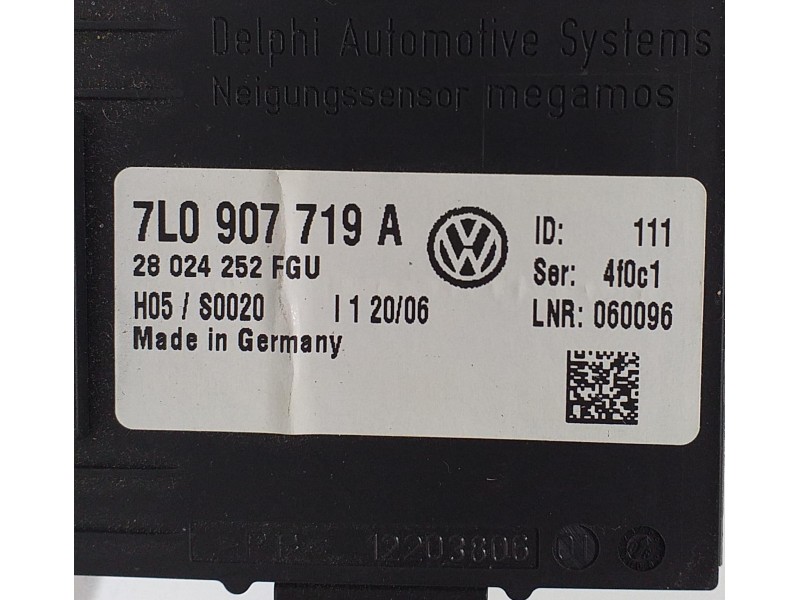 Delphi Automotive Systems
Neigungssensor megamos
7L0 907 719 A
28 024 252 FGU
H05 / S0020 I 1 20/06
Made in Germany
ID: 111
Ser: 4f0c1
LNR: 060096
12203806